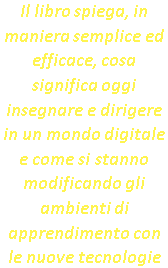 Il libro spiega, in
maniera semplice ed
efficace, cosa
significa oggi
insegnare e dirigere
in un mondo digitale
e come si stanno
modificando gli
ambienti di
apprendimento con
le nuove tecnologie